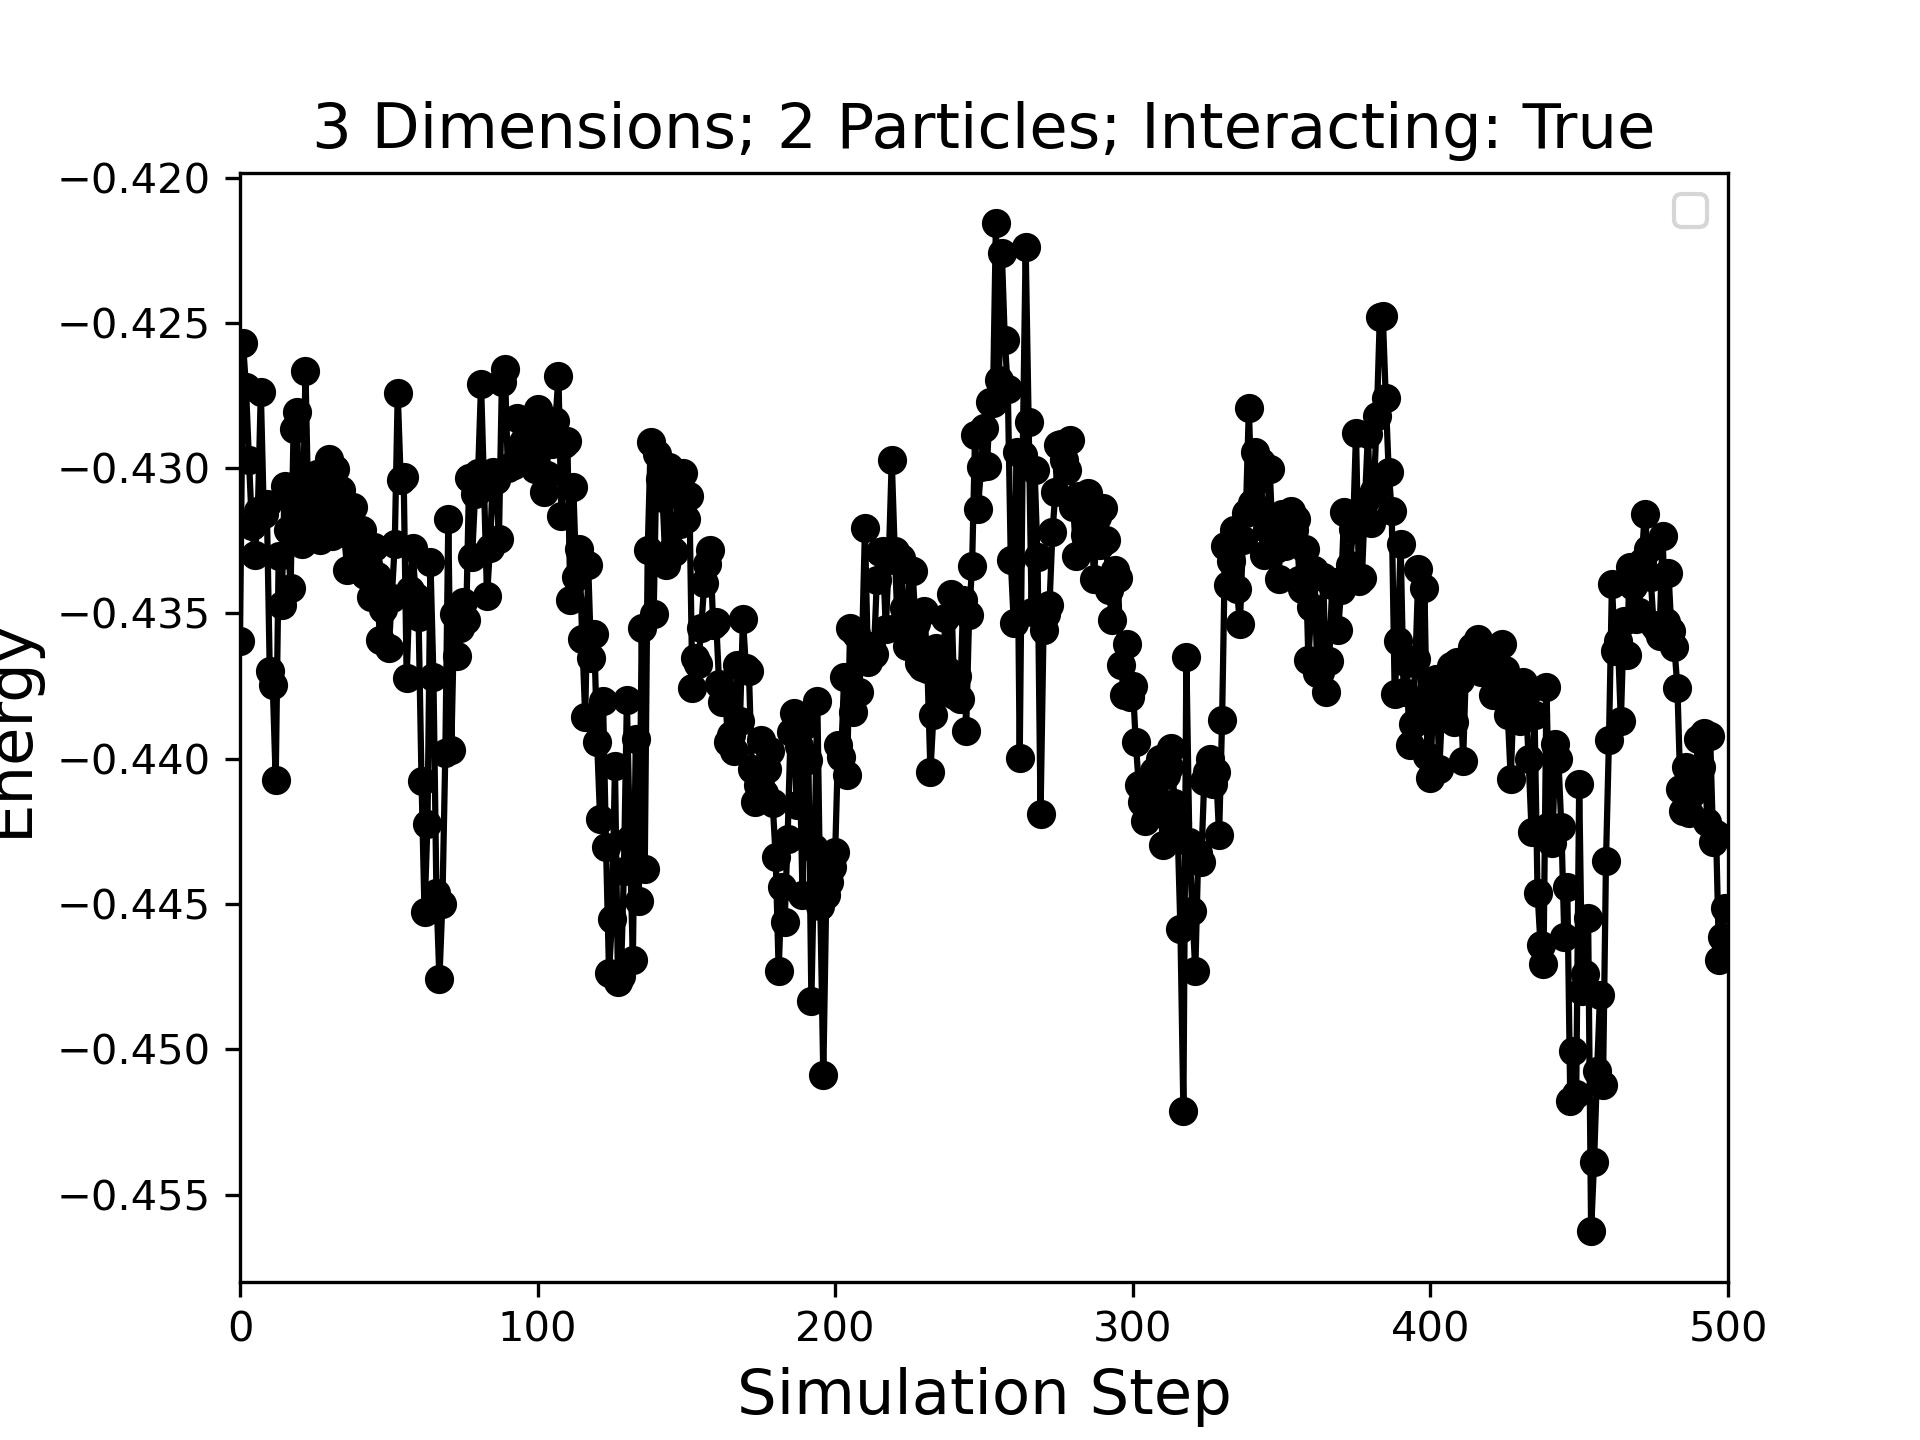 3 Dimensions; 2 Particles; Interacting: True
−0.420
−0.425
−0.430
−0.435
−0.440
−0.445
−0.450
−0.455
Energy
0 100 200 300 400 500
Simulation Step